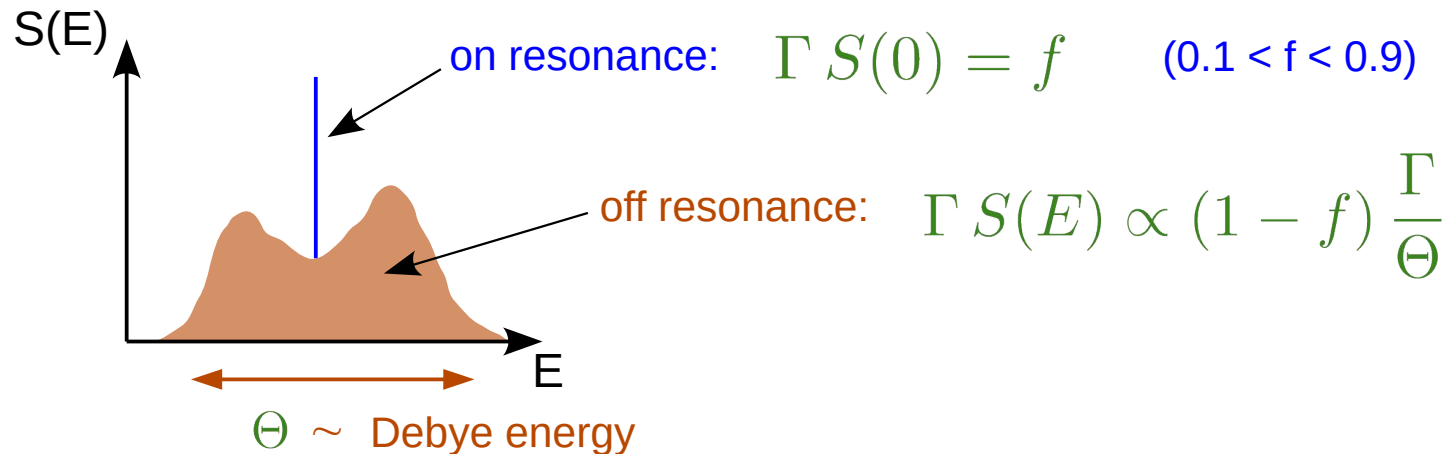 S(E)
on resonance: Γ S(0) = f (0.1 < f < 0.9)
off resonance: Γ S(E) ∝ (1 − f) Γ/Θ
E
Θ ~ Debye energy